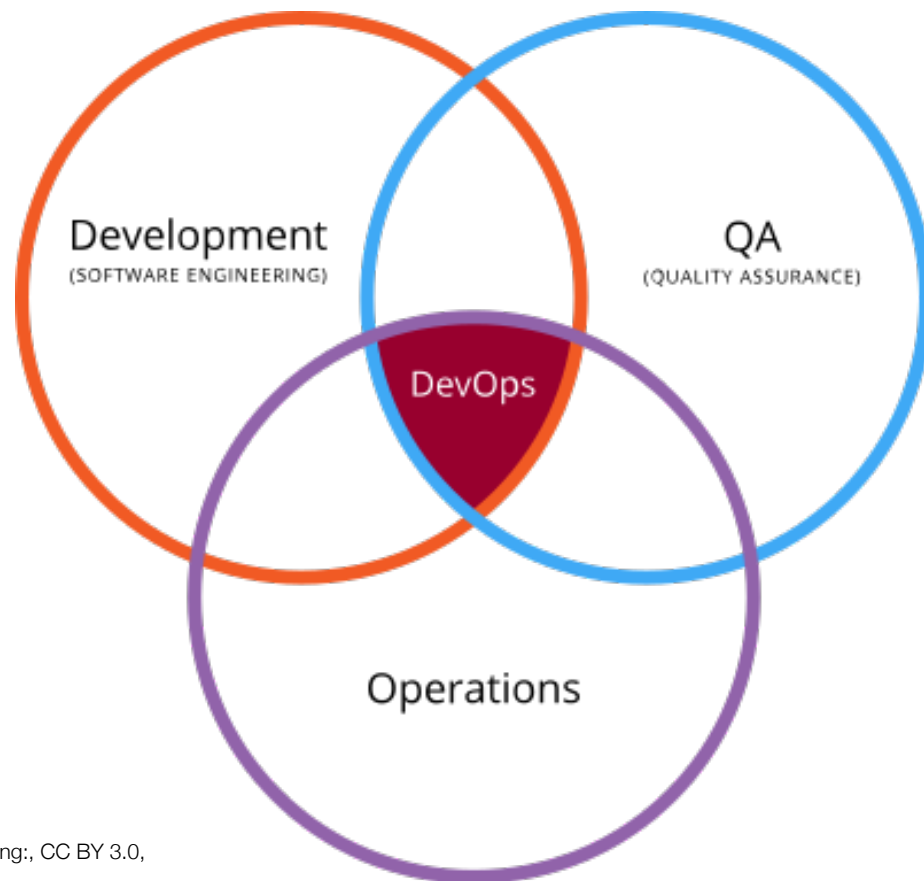 Development
(SOFTWARE ENGINEERING)
QA
(QUALITY ASSURANCE)
DevOps
Operations
ng:, CC BY 3.0,